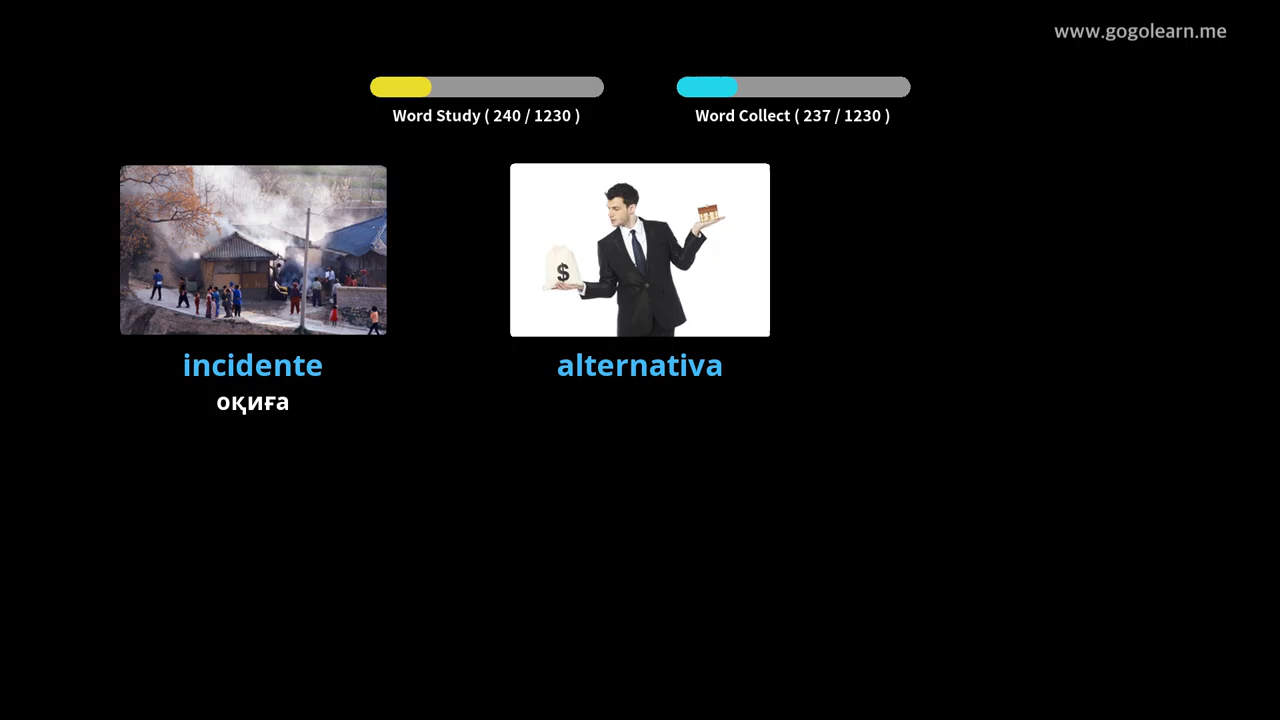 www.gogolearn.me
Word Study ( 240 / 1230 )
Word Collect ( 237 / 1230 )
$
incidente
alternativa
оқиға